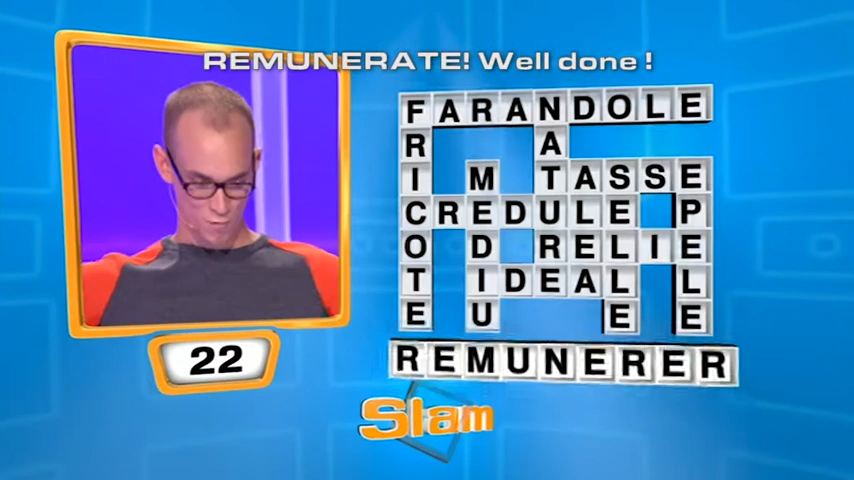 REMUNERATE! Well done !
FARANDOLE
R A
I M TASSE
CREDULE P
O D RELIE
T IDEAL L
E U E E
REMUNERER
22
Slam